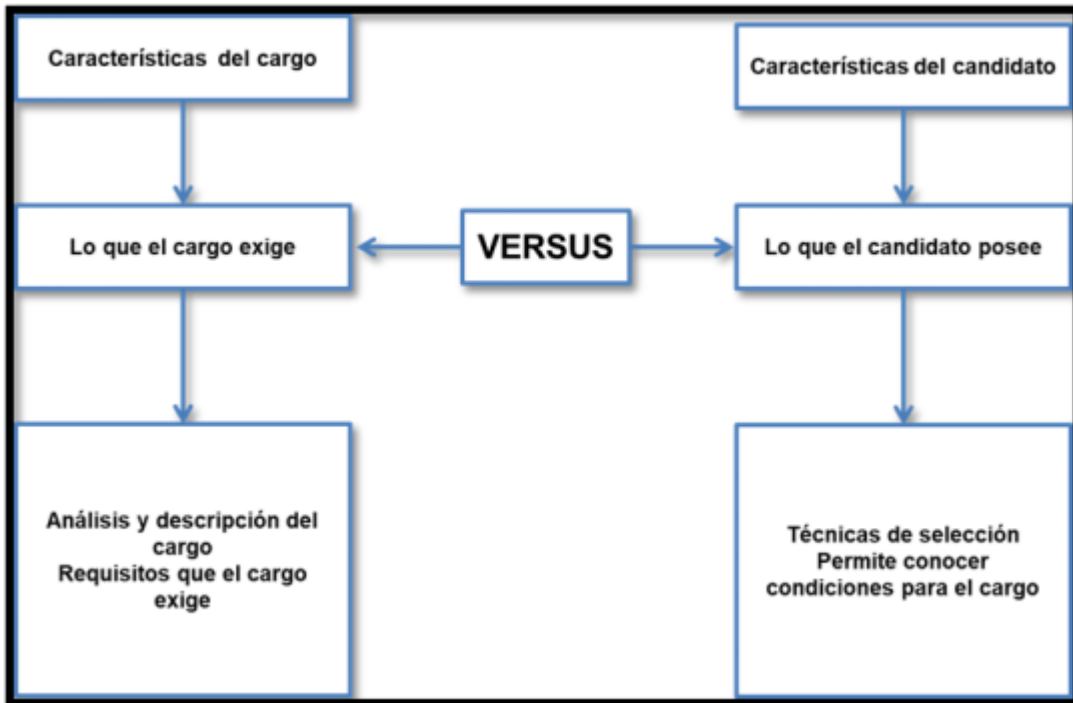 Características del cargo
Características del candidato
Lo que el cargo exige
VERSUS
Lo que el candidato posee
Análisis y descripción del
cargo
Requisitos que el cargo
exige
Técnicas de selección
Permite conocer
condiciones para el cargo